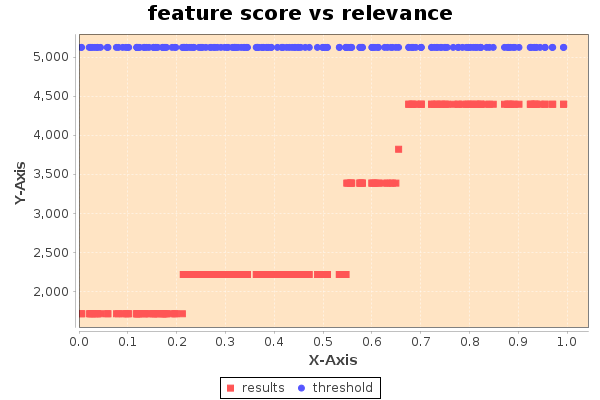 feature score vs relevance
Y-Axis
5,000
4,500
4,000
3,500
3,000
2,500
2,000
0.0 0.1 0.2 0.3 0.4 0.5 0.6 0.7 0.8 0.9 1.0
X-Axis
results threshold